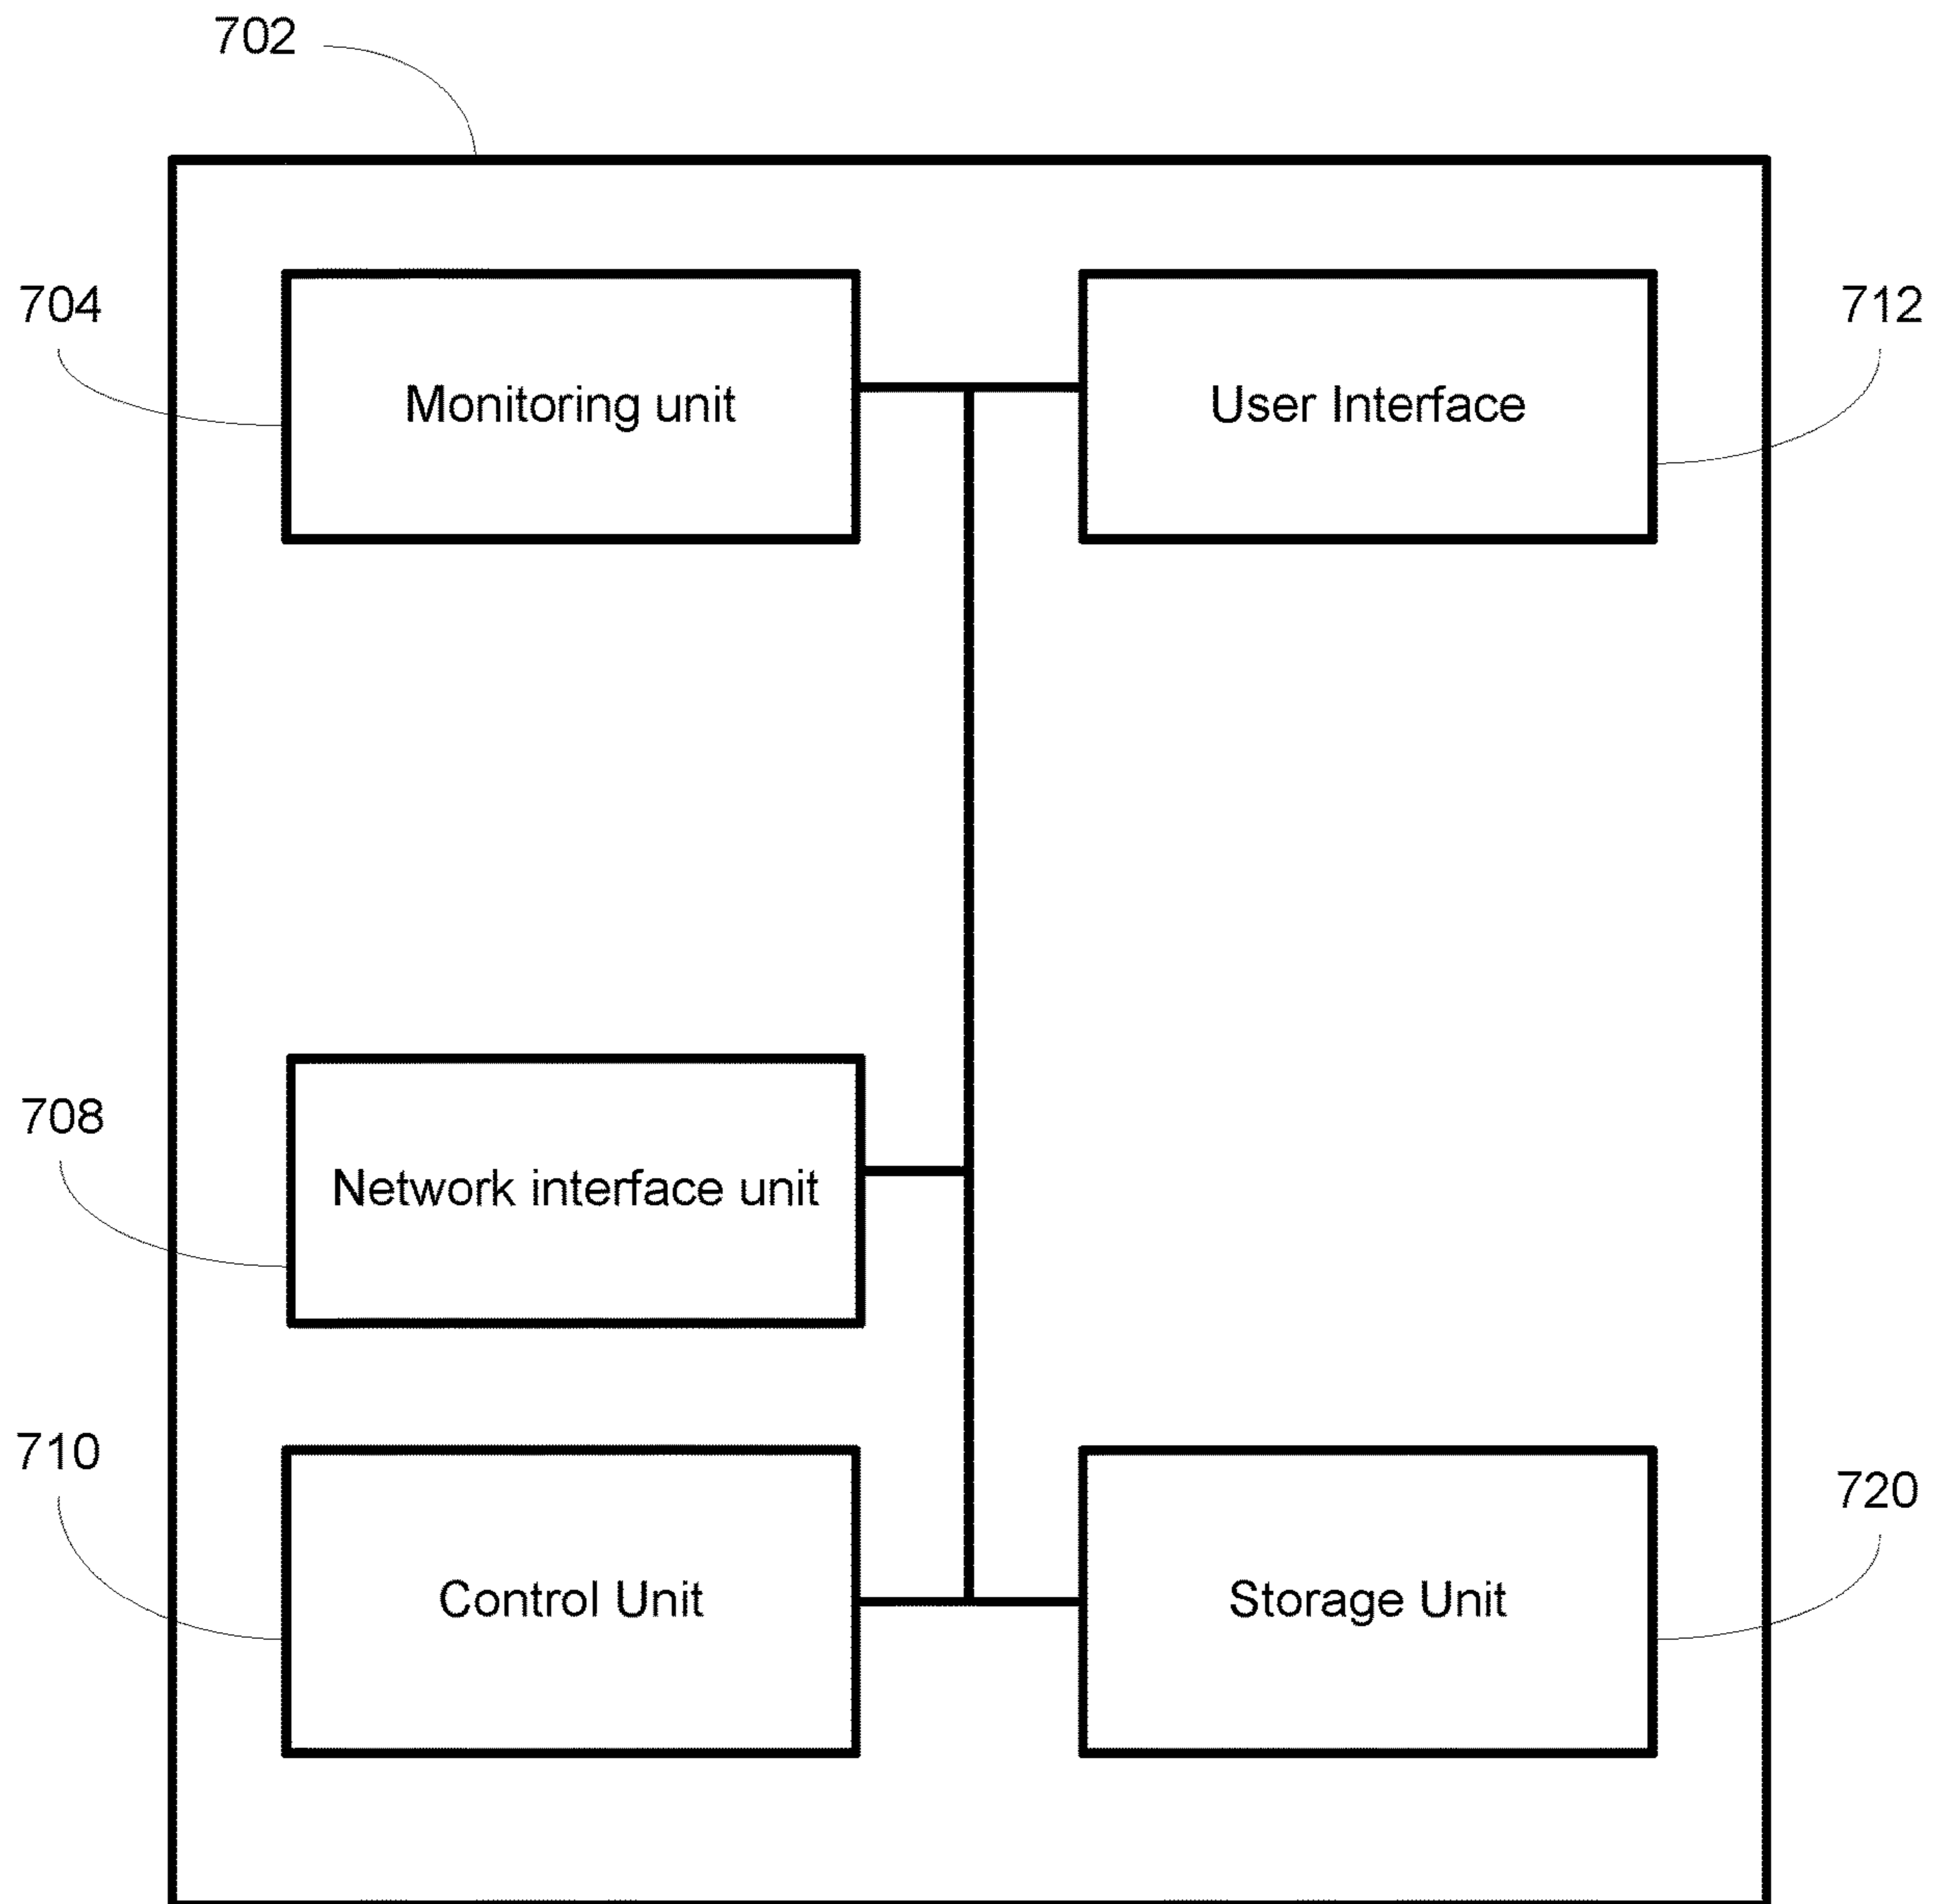 702
704
Monitoring unit
User Interface
712
708
Network interface unit
710
Control Unit
Storage Unit
720